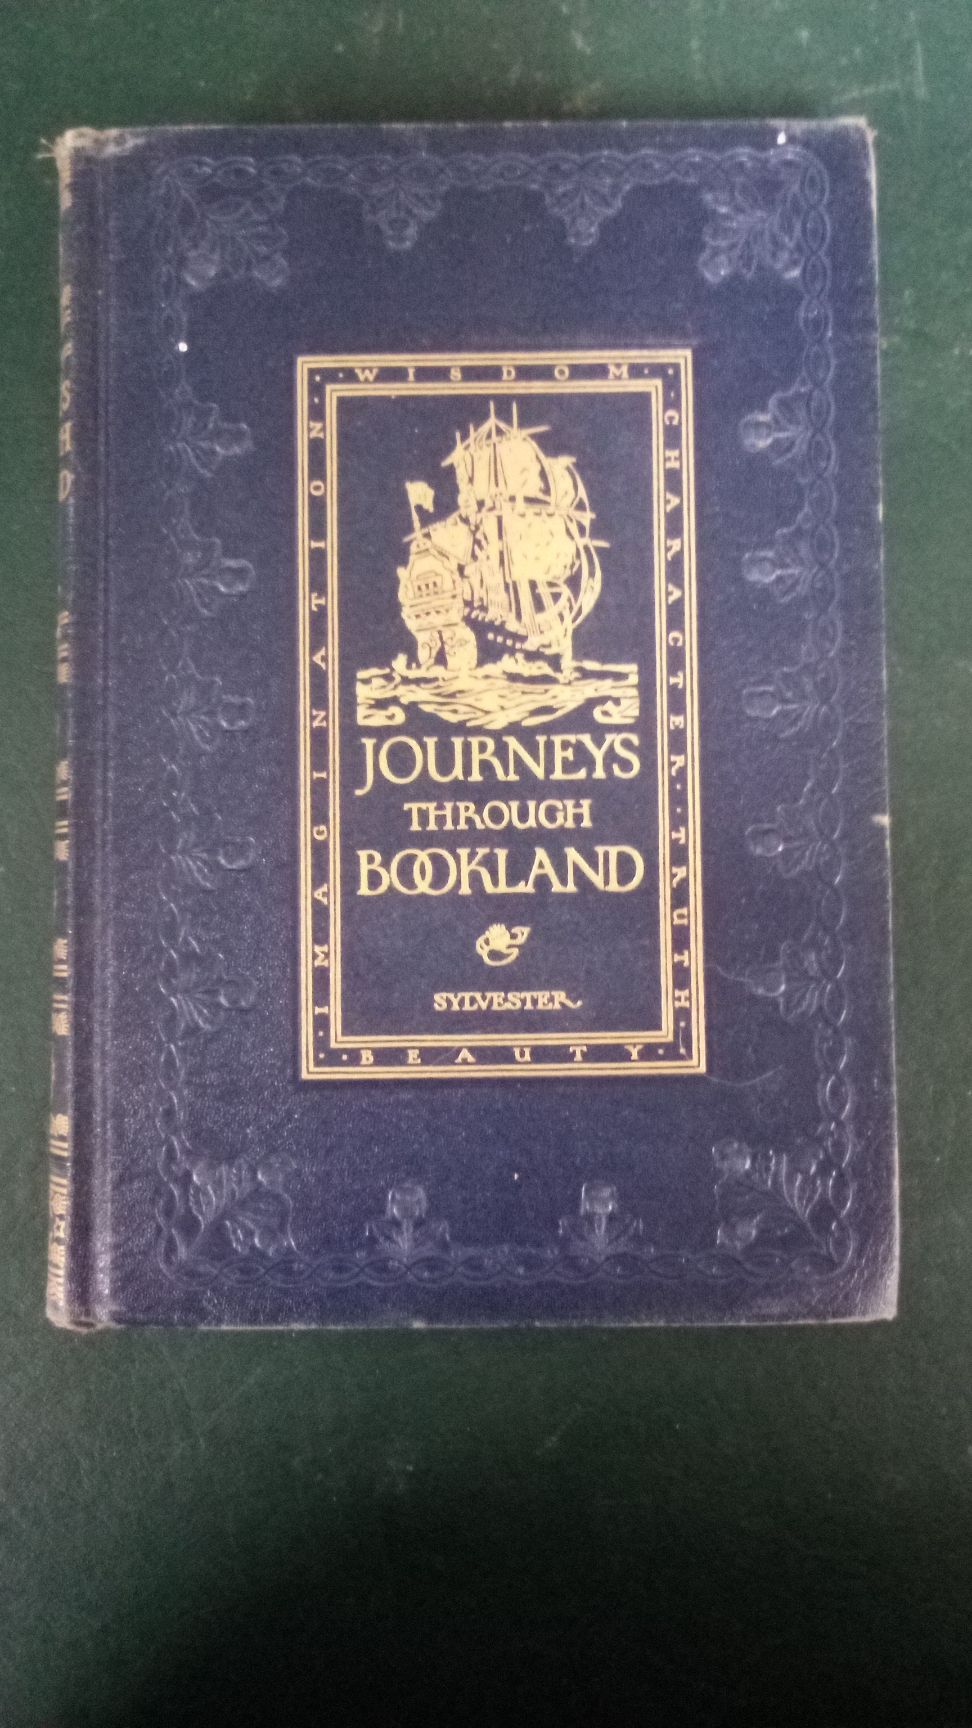 WISDOM
IMAGINATION
CHARACTER · TRUTH
JOURNEYS
THROUGH
BOOKLAND
SYLVESTER
BEAUTY